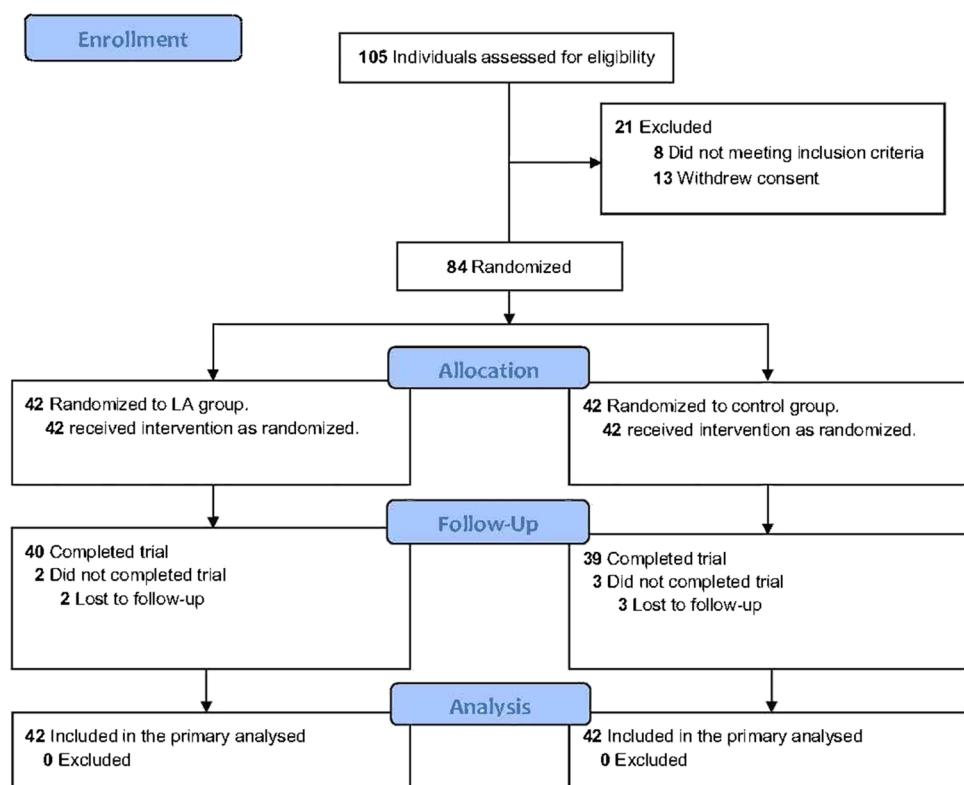 Enrollment
105 Individuals assessed for eligibility
21 Excluded
8 Did not meeting inclusion criteria
13 Withdrew consent
84 Randomized
Allocation
42 Randomized to LA group.
42 received intervention as randomized.
42 Randomized to control group.
42 received intervention as randomized.
Follow-Up
40 Completed trial
2 Did not completed trial
2 Lost to follow-up
39 Completed trial
3 Did not completed trial
3 Lost to follow-up
Analysis
42 Included in the primary analysed
0 Excluded
42 Included in the primary analysed
0 Excluded